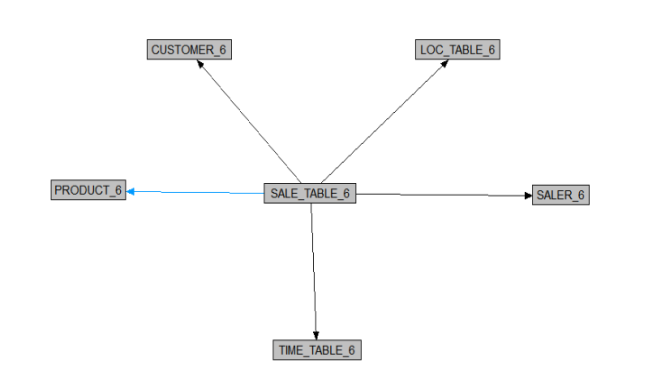 CUSTOMER_6
LOC_TABLE_6
PRODUCT_6
SALE_TABLE_6
SALER_6
TIME_TABLE_6